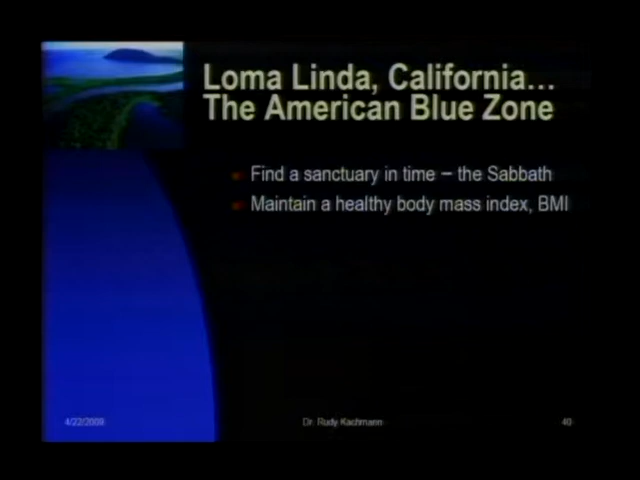 Loma Linda, California...
The American Blue Zone
Find a sanctuary in time – the Sabbath
Maintain a healthy body mass index, BMI
4/22/2009 Dr. Rudy Kachmann 40